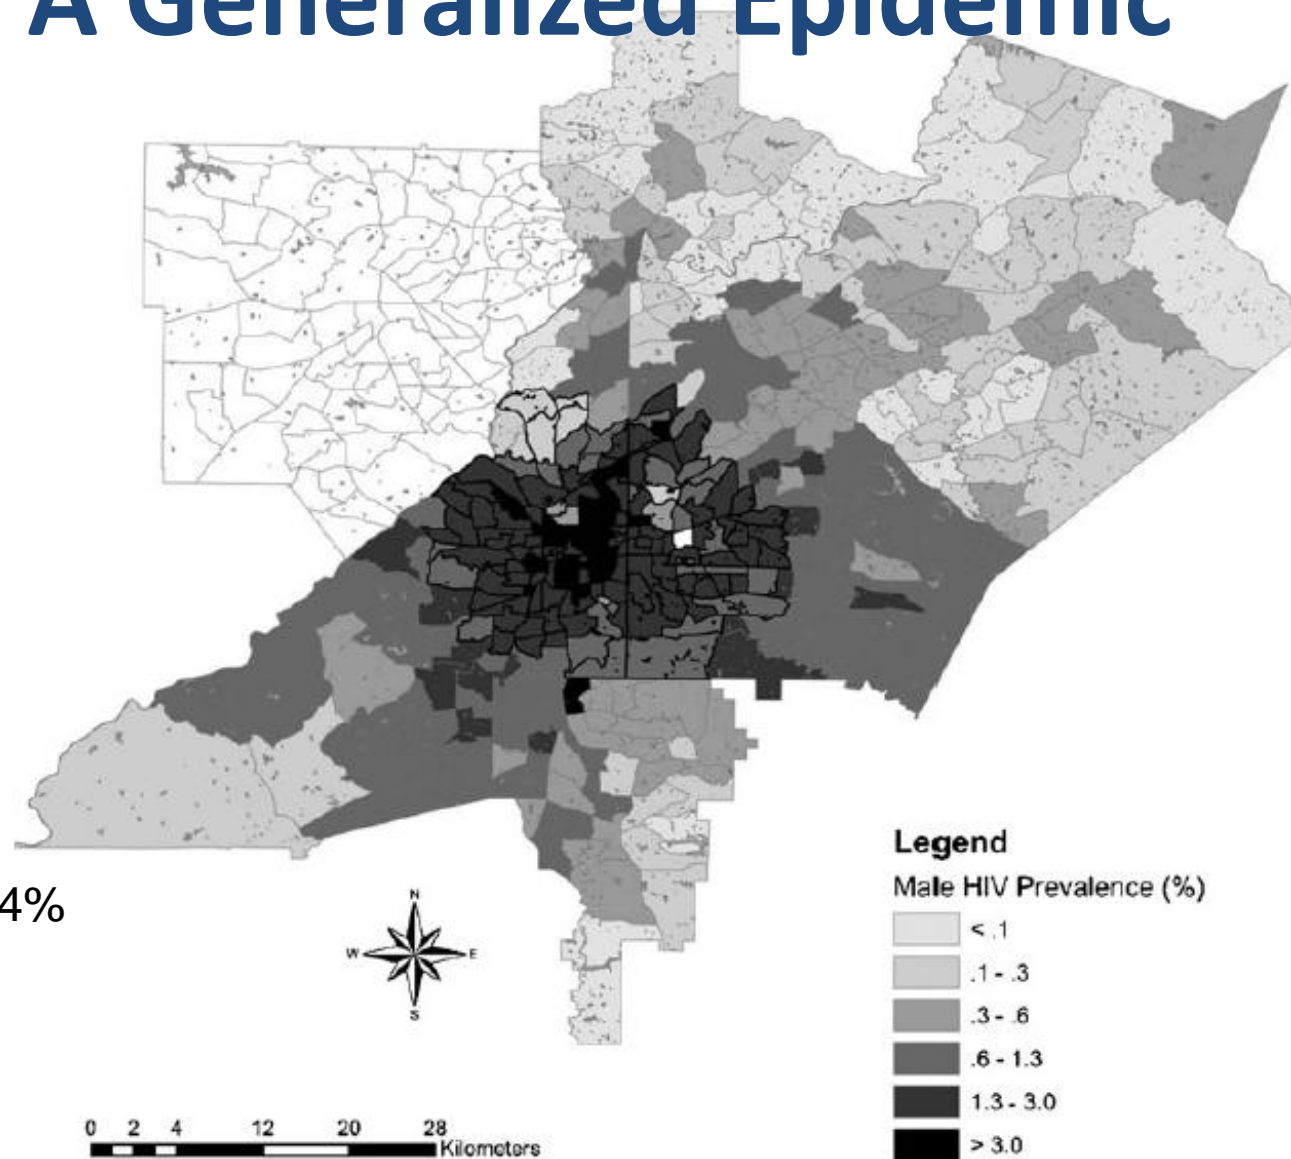 A Generalized Epidemic
4%
N
W E
S
Legend
Male HIV Prevalence (%)
< .1
.1 - .3
.3 - .6
.6 - 1.3
1.3 - 3.0
> 3.0
0 2 4 12 20 28
Kilometers